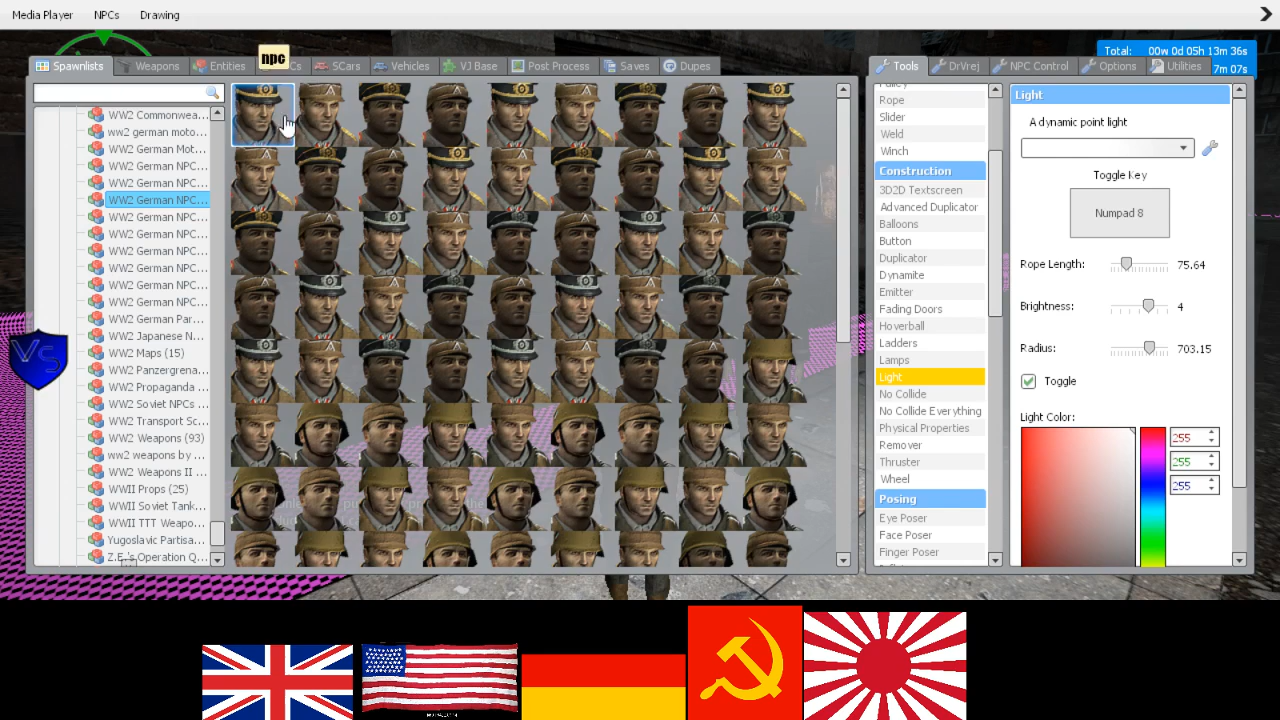 Media Player NPCs Drawing
npc
Total: 00w 0d 05h 13m 36s
7m 07s
Spawnlists Weapons Entities Cs SCars Vehicles VJ Base Post Process Saves Dupes
Tools DrVrej NPC Control Options Utilities
WW2 Commonwea...
ww2 german moto...
WW2 German Mot...
WW2 German NPC...
WW2 German NPC...
WW2 German NPC...
WW2 German NPC...
WW2 German NPC...
WW2 German NPC...
WW2 German NPC...
WW2 German NPC...
WW2 German NPC...
WW2 German Par...
WW2 Japanese N...
WW2 Maps (15)
WW2 Panzergrena...
WW2 Propaganda ...
WW2 Soviet NPCs ...
WW2 Transport Sc...
WW2 Weapons (93)
ww2 weapons by ...
WW2 Weapons II ...
WWII Props (25)
WWII Soviet Tank...
WWII TTT Weapo...
Yugoslavic Partisa...
Z.E.'s Operation Q...
VS
Pulley
Rope
Slider
Weld
Winch
Construction
3D2D Textscreen
Advanced Duplicator
Balloons
Button
Duplicator
Dynamite
Emitter
Fading Doors
Hoverball
Ladders
Lamps
Light
No Collide
No Collide Everything
Physical Properties
Remover
Thruster
Wheel
Posing
Eye Poser
Face Poser
Finger Poser
Light
A dynamic point light
Toggle Key
Numpad 8
Rope Length: 75.64
Brightness: 4
Radius: 703.15
Toggle
Light Color:
255
255
255